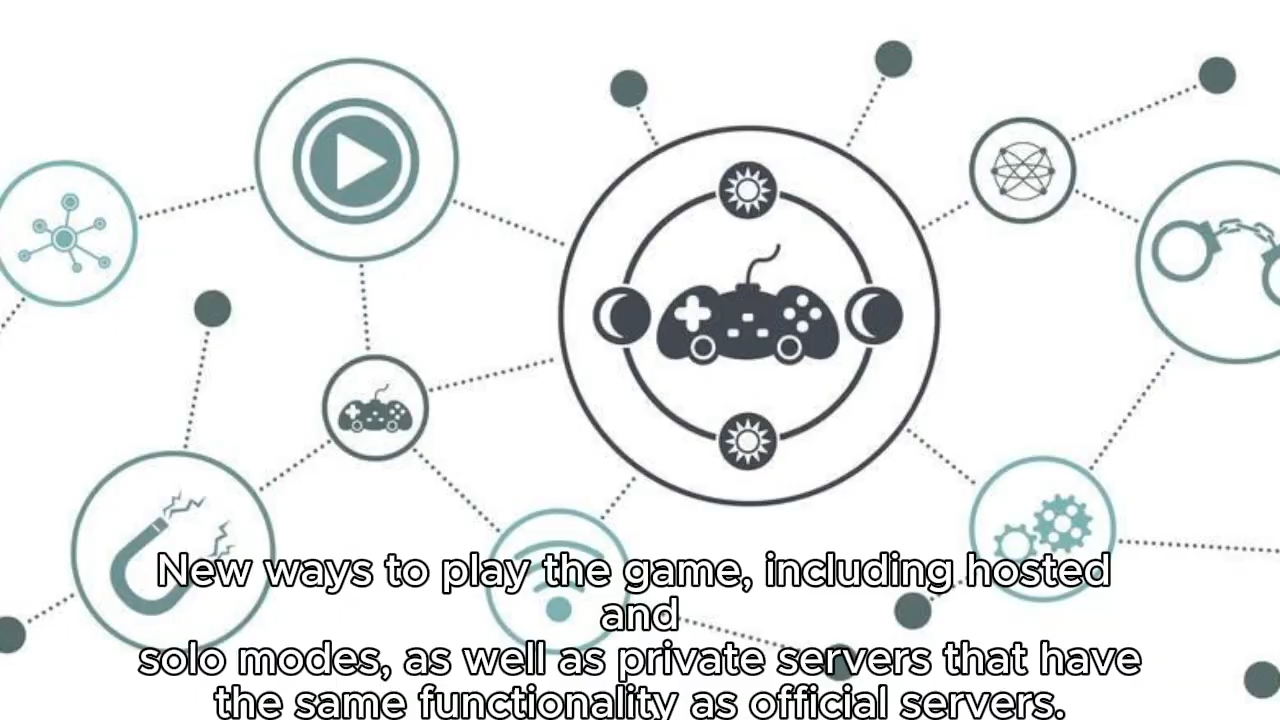 New ways to play the game, including hosted
and
solo modes, as well as private servers that have
the same functionality as official servers.